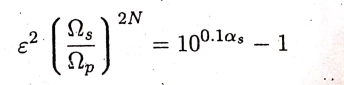 ε² (Ω_s / Ω_p)^{2N} = 10^{0.1α_s} − 1